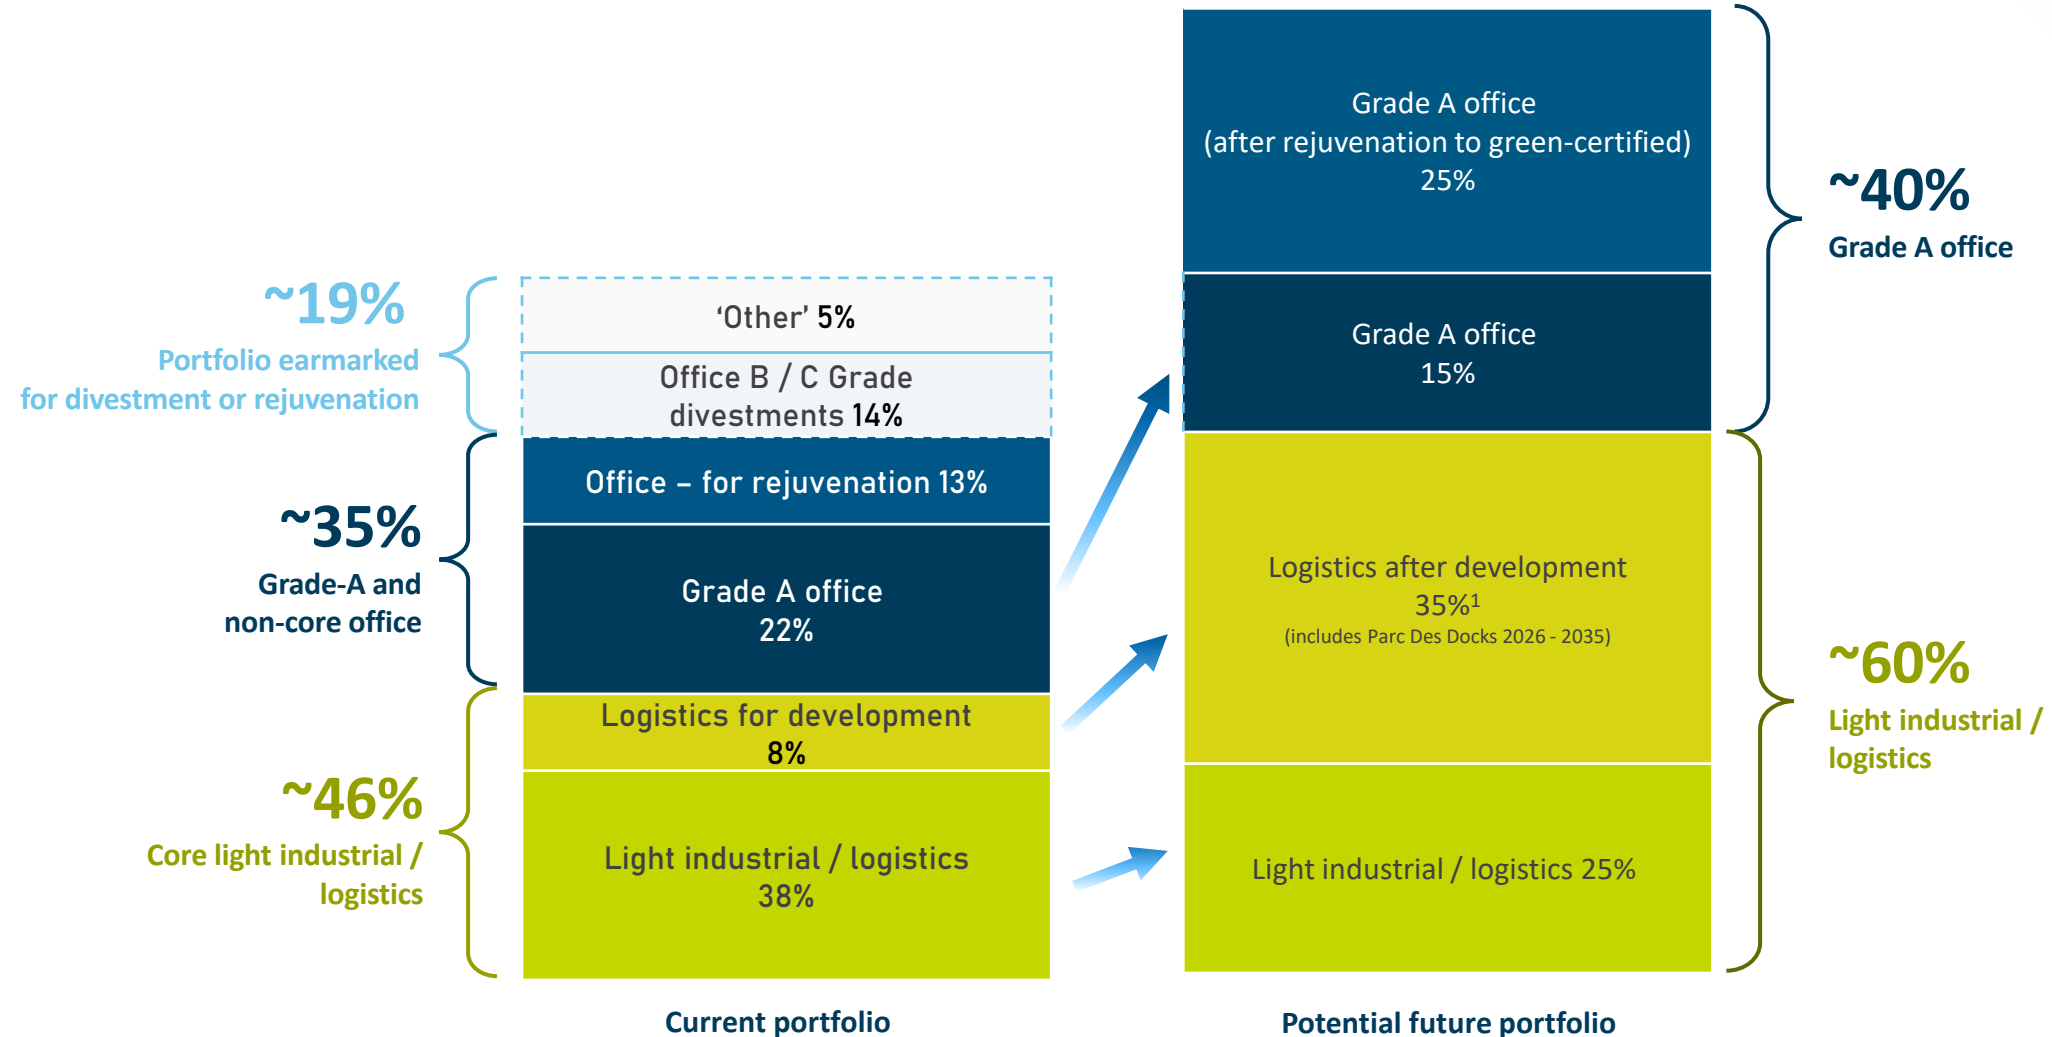 ~19%
Portfolio earmarked
for divestment or rejuvenation
~35%
Grade-A and
non-core office
~46%
Core light industrial /
logistics
‘Other’ 5%
Office B / C Grade
divestments 14%
Office – for rejuvenation 13%
Grade A office
22%
Logistics for development
8%
Light industrial / logistics
38%
Current portfolio
Grade A office
(after rejuvenation to green-certified)
25%
Grade A office
15%
Logistics after development
35%¹
(includes Parc Des Docks 2026 - 2035)
Light industrial / logistics 25%
Potential future portfolio
~40%
Grade A office
~60%
Light industrial /
logistics